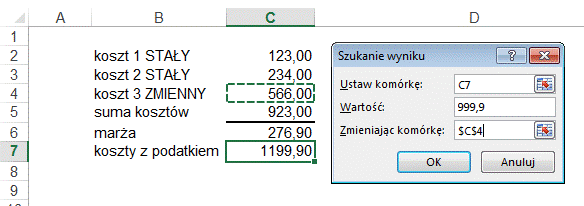 A B C D
1
2 koszt 1 STAŁY 123,00
3 koszt 2 STAŁY 234,00
4 koszt 3 ZMIENNY 566,00
5 suma kosztów 923,00
6 marża 276,90
7 koszty z podatkiem 1199,90
8
9
10
Szukanie wyniku ?
Ustaw komórkę: C7
Wartość: 999,9
Zmieniając komórkę: $C$4
OK Anuluj